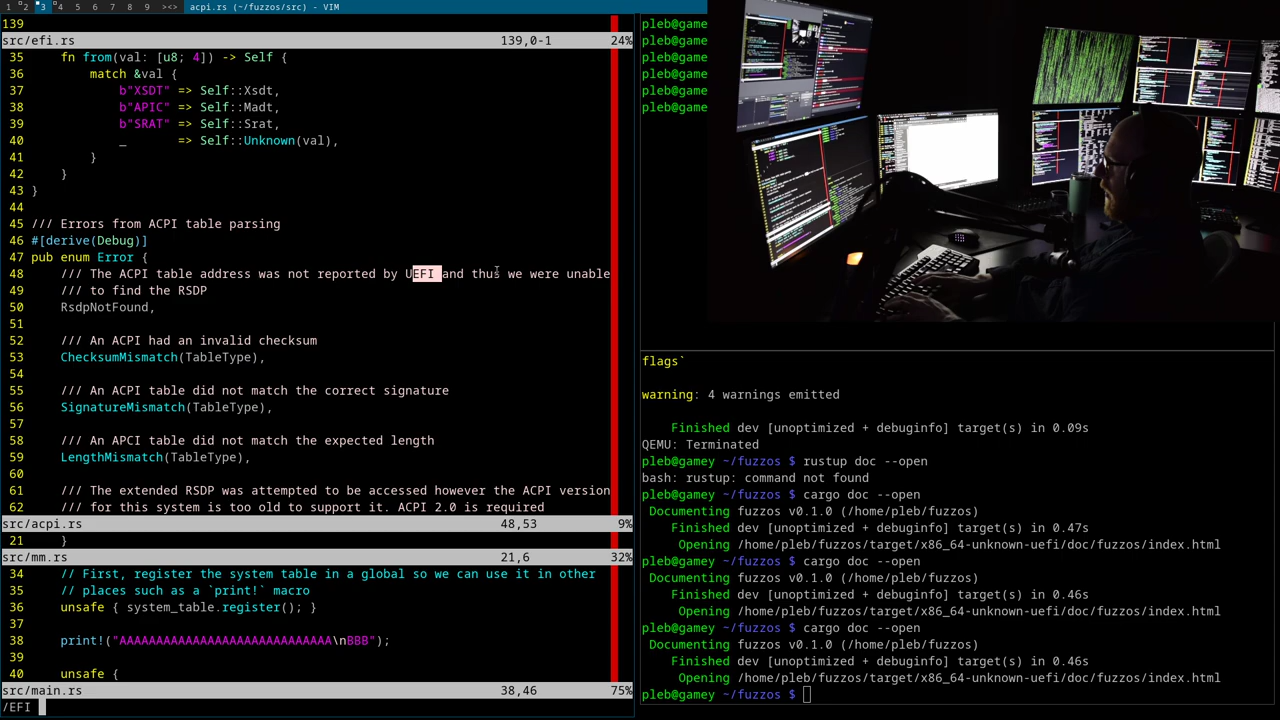 1 2 3 4 5 6 7 8 9 ><> acpi.rs (~/fuzzos/src) - VIM
139
src/efi.rs 139,0-1 24%
35 fn from(val: [u8; 4]) -> Self {
36 match &val {
37 b"XSDT" => Self::Xsdt,
38 b"APIC" => Self::Madt,
39 b"SRAT" => Self::Srat,
40 _ => Self::Unknown(val),
41 }
42 }
43 }
44
45 /// Errors from ACPI table parsing
46 #[derive(Debug)]
47 pub enum Error {
48 /// The ACPI table address was not reported by UEFI and thus we were unable
49 /// to find the RSDP
50 RsdpNotFound,
51
52 /// An ACPI had an invalid checksum
53 ChecksumMismatch(TableType),
54
55 /// An ACPI table did not match the correct signature
56 SignatureMismatch(TableType),
57
58 /// An APCI table did not match the expected length
59 LengthMismatch(TableType),
60
61 /// The extended RSDP was attempted to be accessed however the ACPI version
62 /// for this system is too old to support it. ACPI 2.0 is required
src/acpi.rs 48,53 9%
21 }
src/mm.rs 21,6 32%
34 // First, register the system table in a global so we can use it in other
35 // places such as a `print!` macro
36 unsafe { system_table.register(); }
37
38 print!("AAAAAAAAAAAAAAAAAAAAAAAAAAAAA\nBBB");
39
40 unsafe {
src/main.rs 38,46 75%
/EFI
pleb@game
pleb@game
pleb@game
pleb@game
pleb@game
pleb@game
flags`
warning: 4 warnings emitted
Finished dev [unoptimized + debuginfo] target(s) in 0.09s
QEMU: Terminated
pleb@gamey ~/fuzzos $ rustup doc --open
bash: rustup: command not found
pleb@gamey ~/fuzzos $ cargo doc --open
Documenting fuzzos v0.1.0 (/home/pleb/fuzzos)
Finished dev [unoptimized + debuginfo] target(s) in 0.47s
Opening /home/pleb/fuzzos/target/x86_64-unknown-uefi/doc/fuzzos/index.html
pleb@gamey ~/fuzzos $ cargo doc --open
Documenting fuzzos v0.1.0 (/home/pleb/fuzzos)
Finished dev [unoptimized + debuginfo] target(s) in 0.46s
Opening /home/pleb/fuzzos/target/x86_64-unknown-uefi/doc/fuzzos/index.html
pleb@gamey ~/fuzzos $ cargo doc --open
Documenting fuzzos v0.1.0 (/home/pleb/fuzzos)
Finished dev [unoptimized + debuginfo] target(s) in 0.46s
Opening /home/pleb/fuzzos/target/x86_64-unknown-uefi/doc/fuzzos/index.html
pleb@gamey ~/fuzzos $